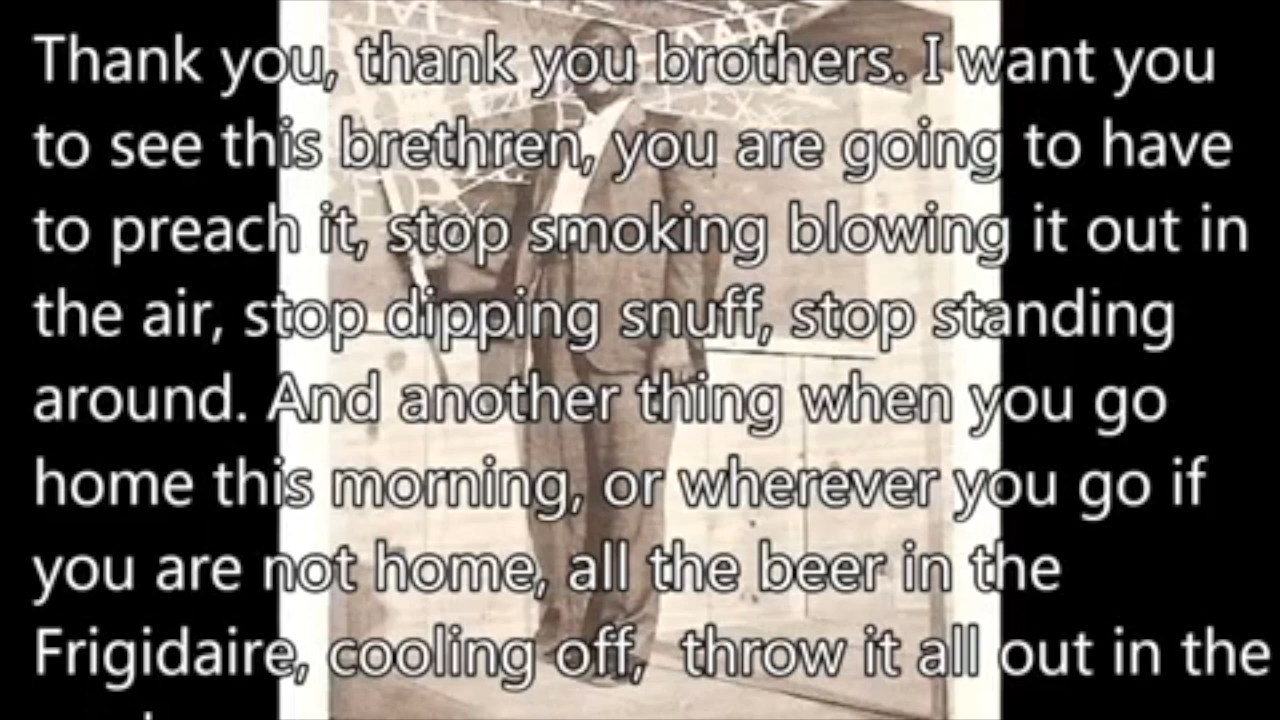 Thank you, thank you brothers. I want you
to see this brethren, you are going to have
to preach it, stop smoking blowing it out in
the air, stop dipping snuff, stop standing
around. And another thing when you go
home this morning, or wherever you go if
you are not home, all the beer in the
Frigidaire, cooling off, throw it all out in the